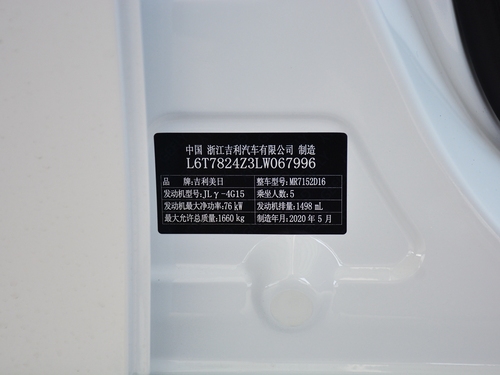 中国 浙江吉利汽车有限公司 制造
L6T7824Z3LW067996
品　牌:吉利美日 整车型号:MR7152D16
发动机型号:JLγ-4G15 乘坐人数:5
发动机最大净功率:76 kW 发动机排量:1498 mL
最大允许总质量:1660 kg 制造年月:2020 年 5 月